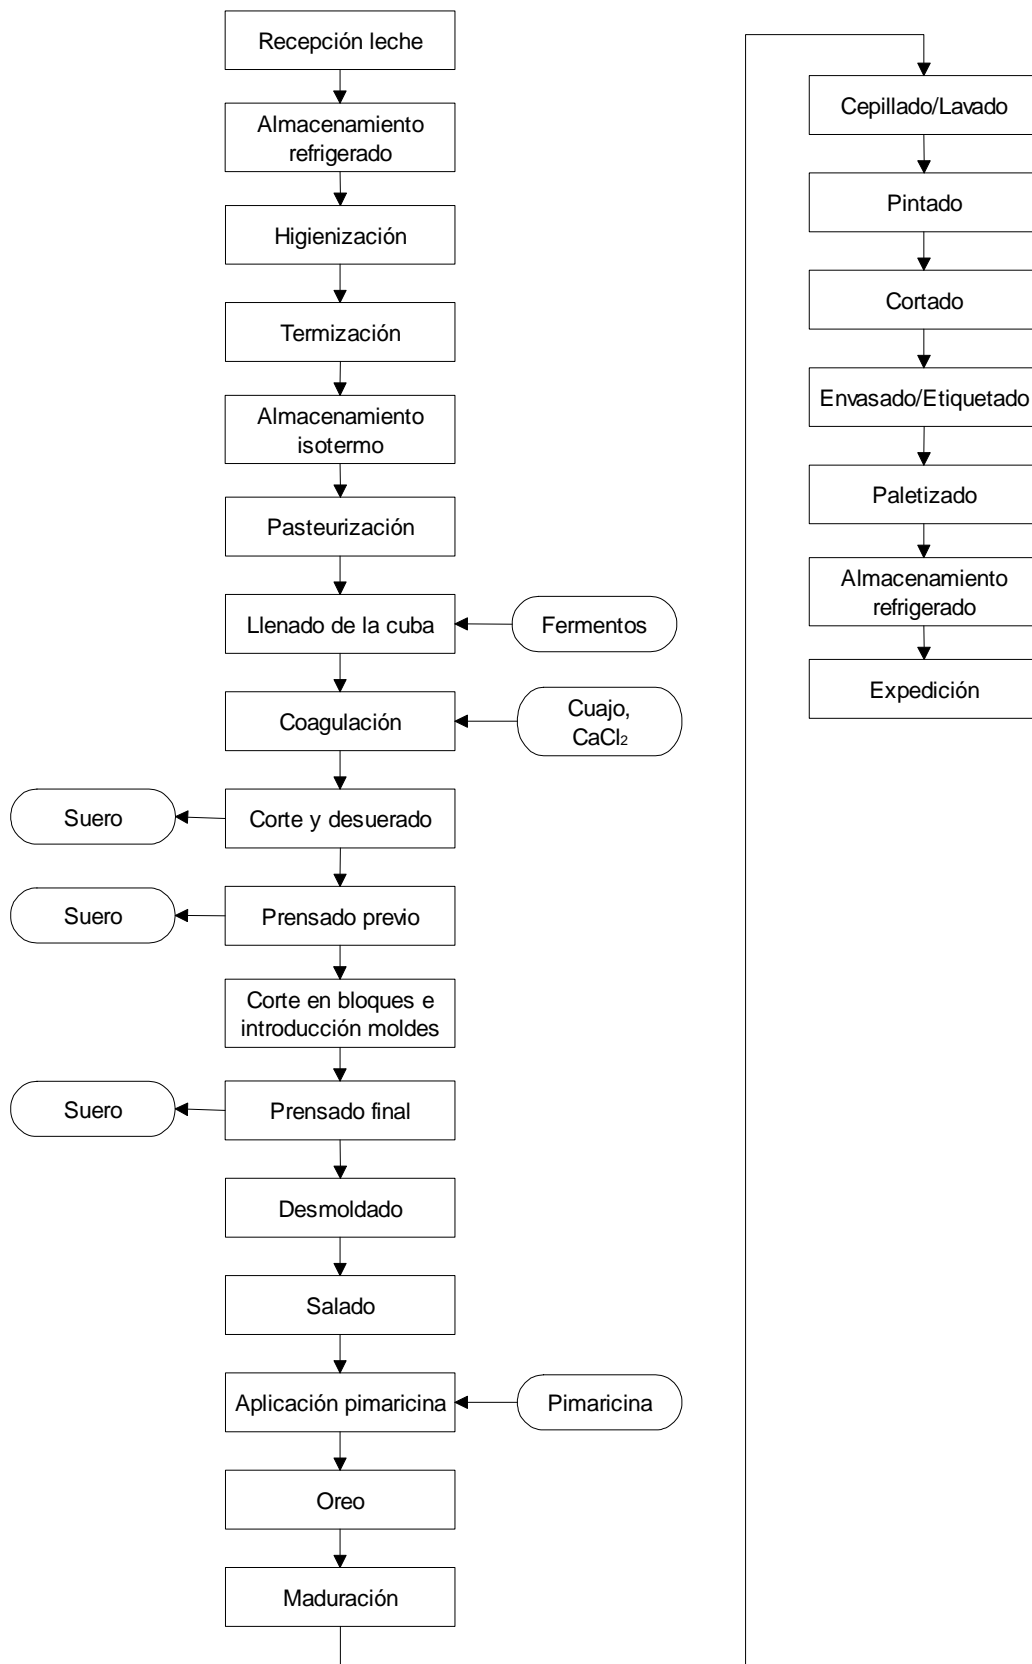 Recepción leche
Almacenamiento
refrigerado
Higienización
Termización
Almacenamiento
isotermo
Pasteurización
Llenado de la cuba
Fermentos
Coagulación
Cuajo,
CaCl₂
Suero
Corte y desuerado
Suero
Prensado previo
Corte en bloques e
introducción moldes
Suero
Prensado final
Desmoldado
Salado
Aplicación pimaricina
Pimaricina
Oreo
Maduración
Cepillado/Lavado
Pintado
Cortado
Envasado/Etiquetado
Paletizado
Almacenamiento
refrigerado
Expedición